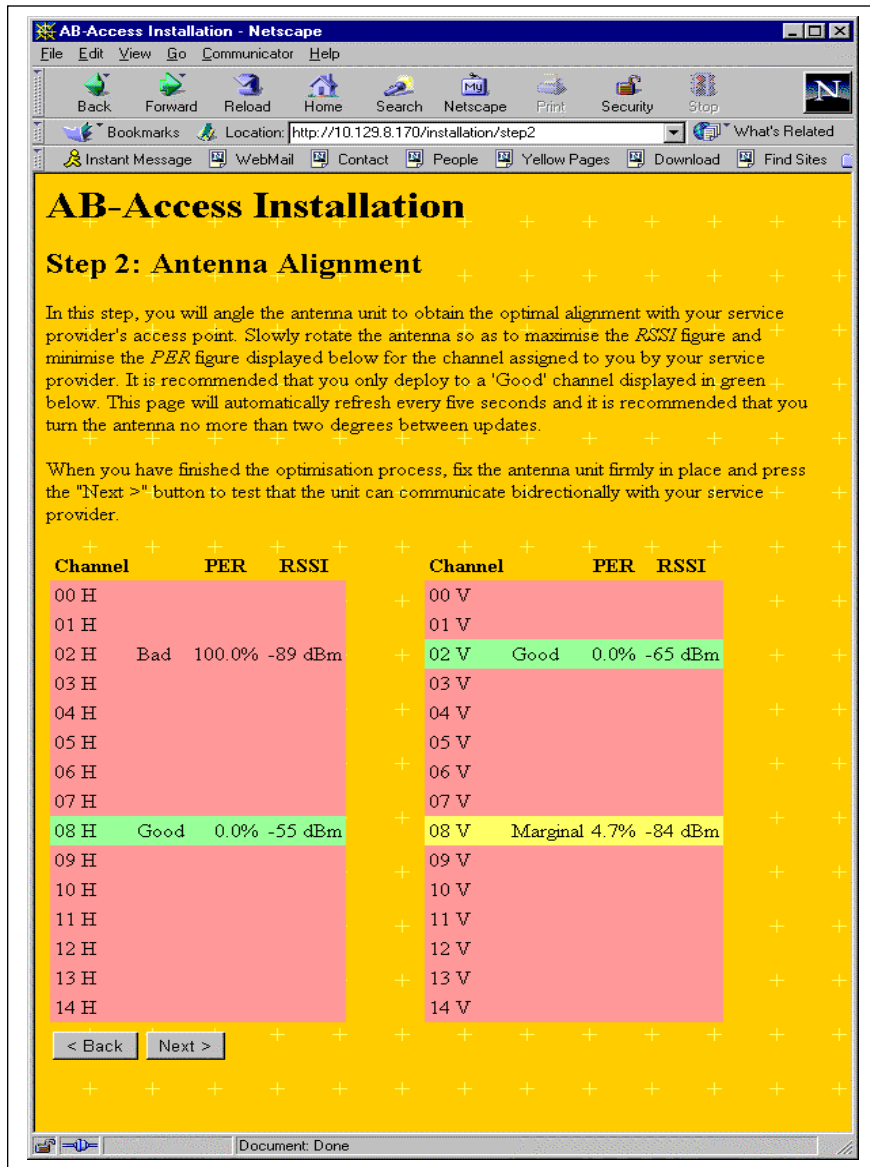 AB-Access Installation - Netscape
File Edit View Go Communicator Help
Back Forward Reload Home Search Netscape Print Security Stop
My
N
Bookmarks Location: http://10.129.8.170/installation/step2 What's Related
Instant Message WebMail Contact People Yellow Pages Download Find Sites
AB-Access Installation
Step 2: Antenna Alignment
In this step, you will angle the antenna unit to obtain the optimal alignment with your service
provider's access point. Slowly rotate the antenna so as to maximise the RSSI figure and
minimise the PER figure displayed below for the channel assigned to you by your service
provider. It is recommended that you only deploy to a 'Good' channel displayed in green
below. This page will automatically refresh every five seconds and it is recommended that you
turn the antenna no more than two degrees between updates.
When you have finished the optimisation process, fix the antenna unit firmly in place and press
the "Next >" button to test that the unit can communicate bidrectionally with your service
provider.
Channel PER RSSI Channel PER RSSI
00 H 00 V
01 H 01 V
02 H Bad 100.0% -89 dBm 02 V Good 0.0% -65 dBm
03 H 03 V
04 H 04 V
05 H 05 V
06 H 06 V
07 H 07 V
08 H Good 0.0% -55 dBm 08 V Marginal 4.7% -84 dBm
09 H 09 V
10 H 10 V
11 H 11 V
12 H 12 V
13 H 13 V
14 H 14 V
< Back Next >
Document: Done